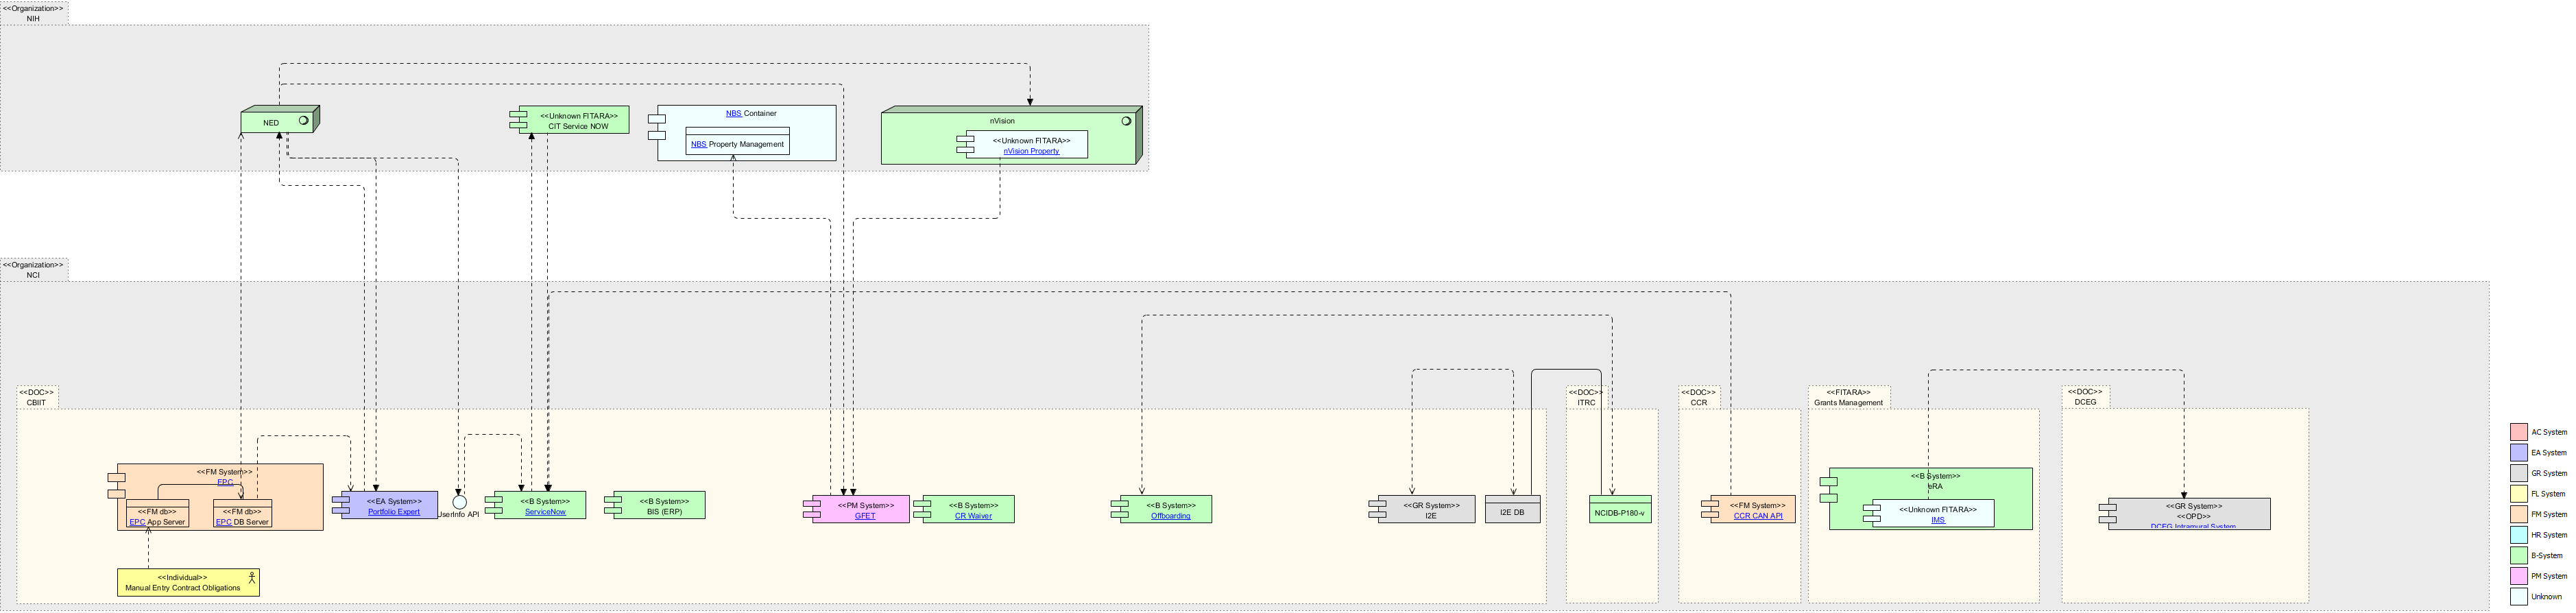 <<Organization>>
NIH
NED
<<Unknown FITARA>>
CIT Service NOW
NBS Container
NBS Property Management
nVision
<<Unknown FITARA>>
nVision Property
<<Organization>>
NCI
<<DOC>>
CBIIT
<<FM System>>
EPC
<<FM db>>
EPC App Server
<<FM db>>
EPC DB Server
<<Individual>>
Manual Entry Contract Obligations
<<EA System>>
Portfolio Expert
UserInfo API
<<B System>>
ServiceNow
<<B System>>
BIS (ERP)
<<PM System>>
GFET
<<B System>>
CR Waiver
<<B System>>
Offboarding
<<GR System>>
I2E
I2E DB
<<DOC>>
ITRC
NCIDB-P180-v
<<DOC>>
CCR
<<FM System>>
CCR CAN API
<<FITARA>>
Grants Management
<<B System>>
eRA
<<Unknown FITARA>>
IMS
<<DOC>>
DCEG
<<GR System>>
<<OPD>>
DCEG Intramural System
AC System
EA System
GR System
FL System
FM System
HR System
B-System
PM System
Unknown